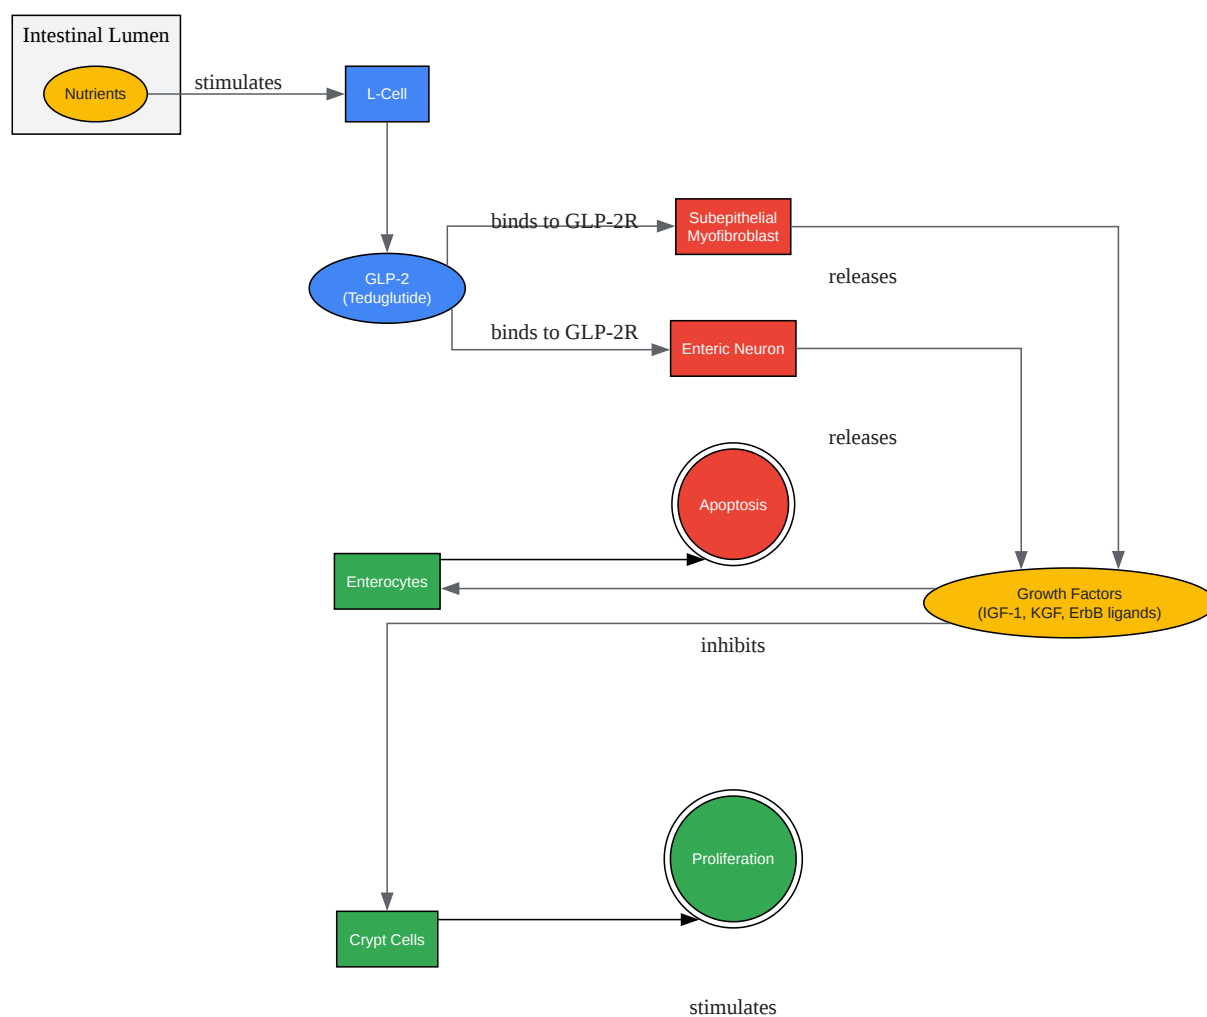 Intestinal Lumen
Nutrients
stimulates
L-Cell
binds to GLP-2R
Subepithelial
Myofibroblast
GLP-2
(Teduglutide)
releases
binds to GLP-2R
Enteric Neuron
releases
Apoptosis
Enterocytes
Growth Factors
(IGF-1, KGF, ErbB ligands)
inhibits
Proliferation
Crypt Cells
stimulates